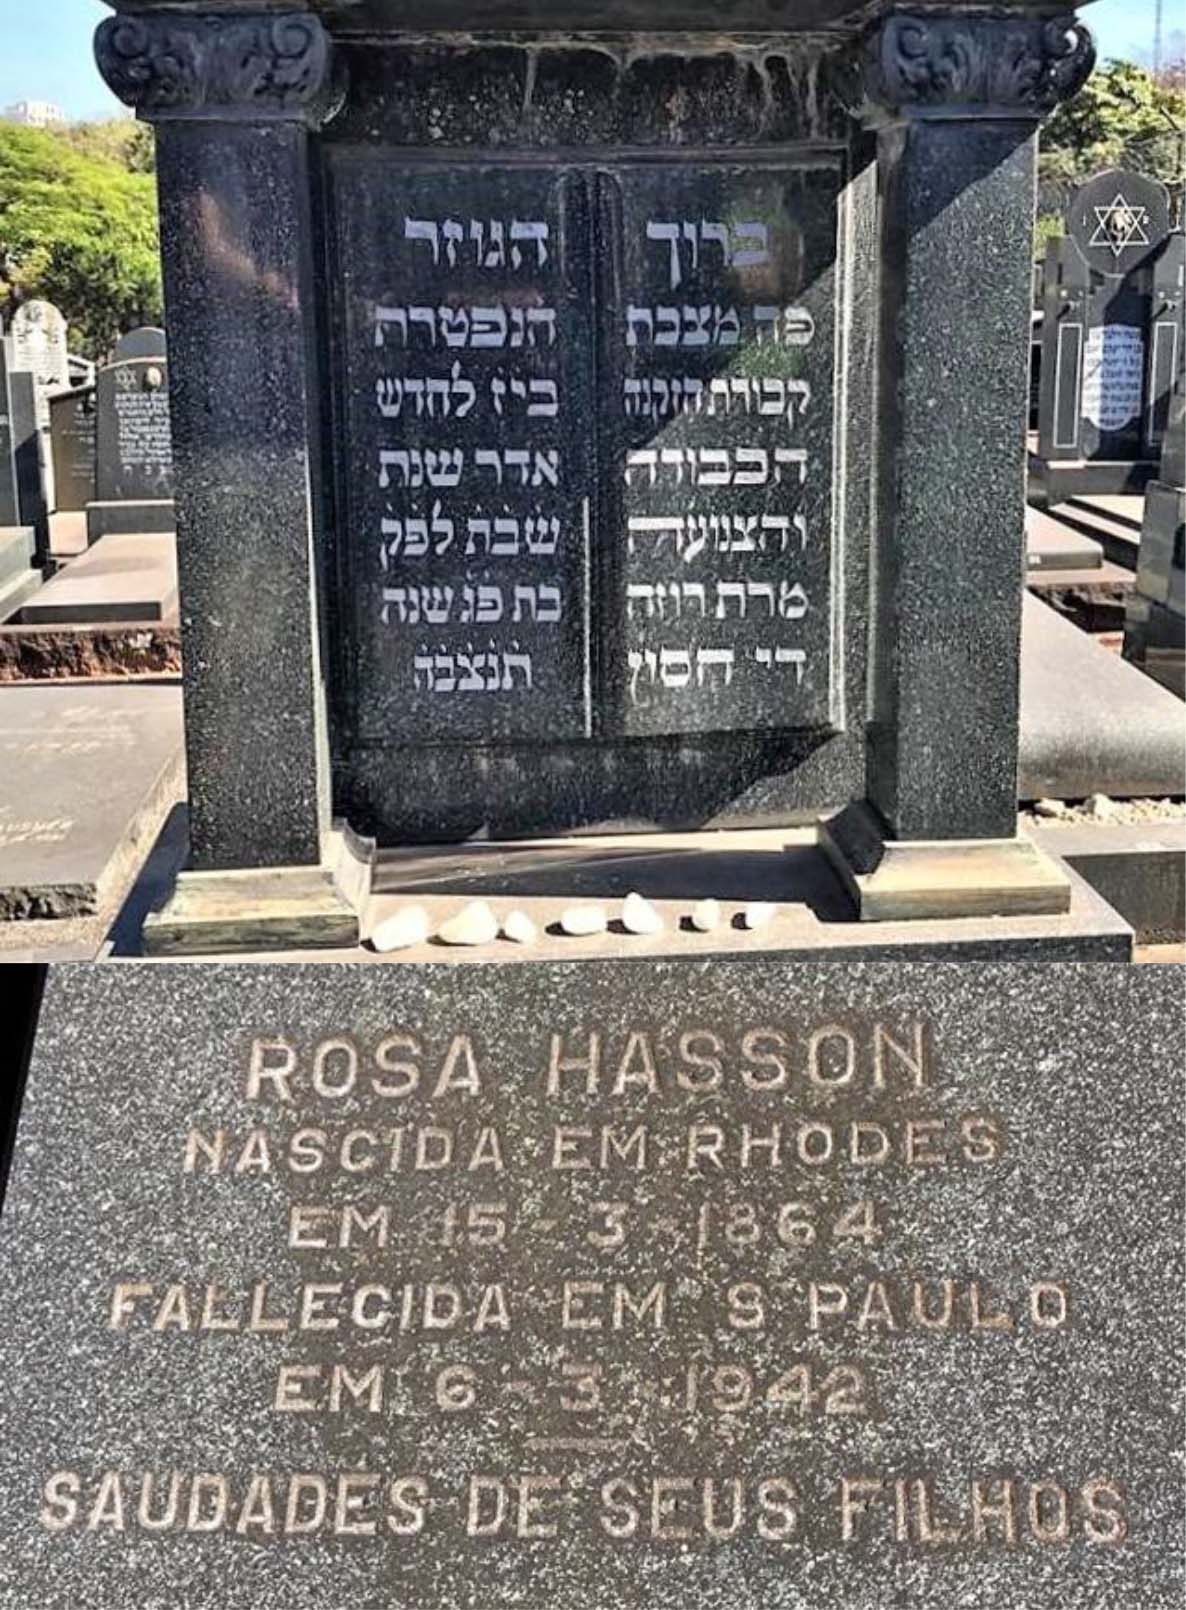 ברוך
פה מצבת
קבורת הזקנה
הכבודה
והצנועה
מרת רוזה
די חסון
הגוזר
הנפטרת
ביז לחדש
אדר שנת
שבת לפק
בת פג שנה
תנצבה
ROSA HASSON
NASCIDA EM RHODES
EM 15-3-1864
FALLECIDA EM S PAULO
EM 6-3-1942
SAUDADES DE SEUS FILHOS